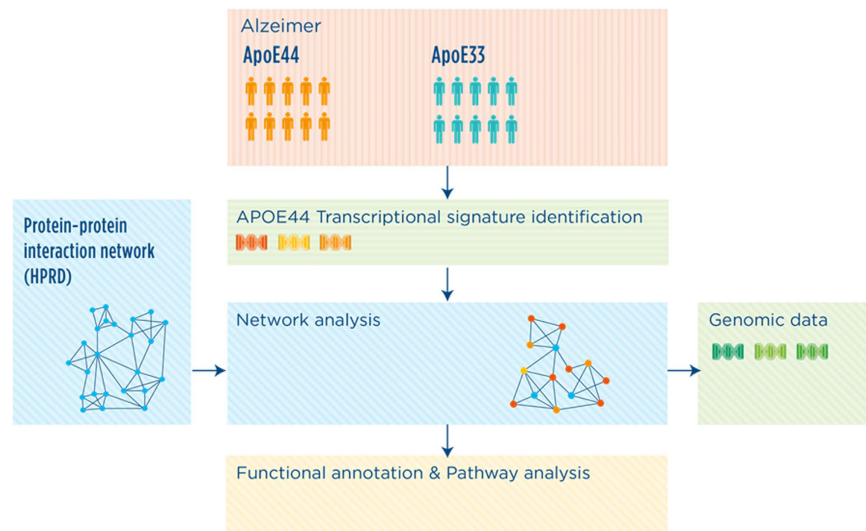 Alzeimer
ApoE44
ApoE33
APOE44 Transcriptional signature identification
Protein-protein
interaction network
(HPRD)
Network analysis
Genomic data
Functional annotation & Pathway analysis